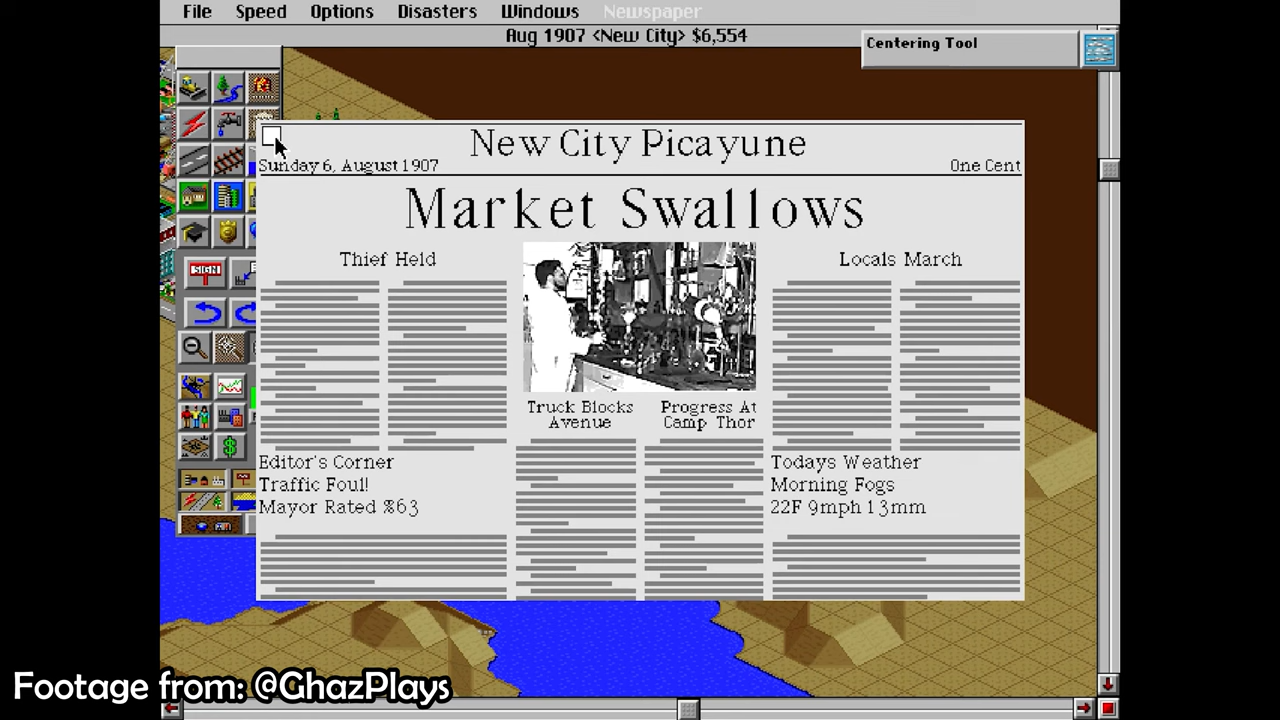 File Speed Options Disasters Windows Newspaper
Aug 1907 <New City> $6,554
Centering Tool
New City Picayune
Sunday 6, August 1907
One Cent
Market Swallows
Thief Held
Locals March
SIGN
Truck Blocks
Avenue
Progress At
Camp Thor
Editor's Corner
Traffic Foul!
Mayor Rated %63
Todays Weather
Morning Fogs
22F 9mph 13mm
Footage from: @GhazPlays